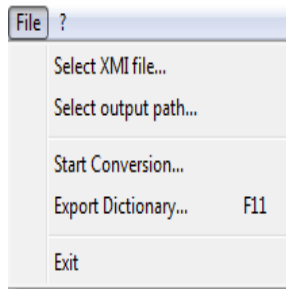 File ?
Select XMI file...
Select output path...
Start Conversion...
Export Dictionary... F11
Exit